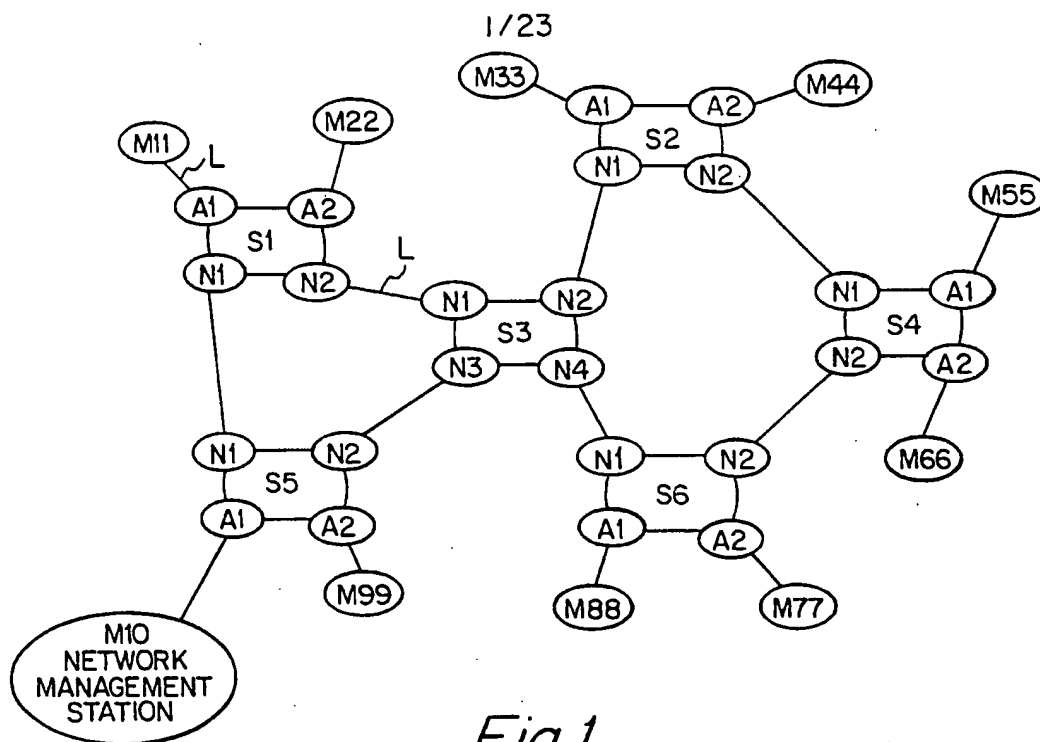 1/23
M33
A1
A2
M44
S2
N1
N2
M11
L
M22
A1
A2
S1
N1
N2
L
N1
N2
S3
N3
N4
M55
N1
A1
S4
N2
A2
M66
N1
N2
S5
A1
A2
M99
N1
N2
S6
A1
A2
M88
M77
M10
NETWORK
MANAGEMENT
STATION
Fig.1